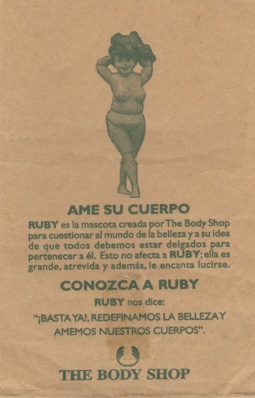 AME SU CUERPO
RUBY es la mascota creada por The Body Shop
para cuestionar al mundo de la belleza y a su idea
de que todos debemos estar delgados para
pertenecer a él. Esto no afecta a RUBY; ella es
grande, atrevida y además, le encanta lucirse.
CONOZCA A RUBY
RUBY nos dice:
"¡BASTA YA!, REDEFINAMOS LA BELLEZA Y
AMEMOS NUESTROS CUERPOS".
THE BODY SHOP